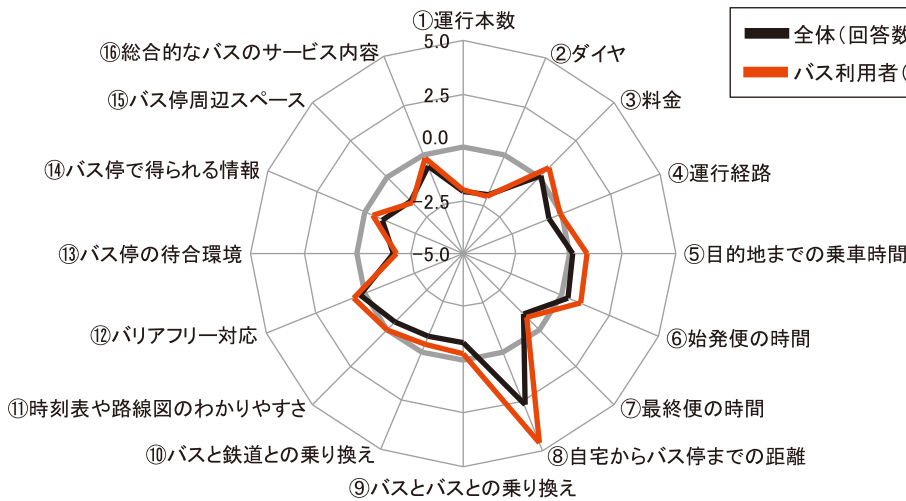 ①運行本数
②ダイヤ
③料金
④運行経路
⑤目的地までの乗車時間
⑥始発便の時間
⑦最終便の時間
⑧自宅からバス停までの距離
⑨バスとバスとの乗り換え
⑩バスと鉄道との乗り換え
⑪時刻表や路線図のわかりやすさ
⑫バリアフリー対応
⑬バス停の待合環境
⑭バス停で得られる情報
⑮バス停周辺スペース
⑯総合的なバスのサービス内容
5.0
2.5
0.0
−2.5
−5.0
全体（回答数
バス利用者（